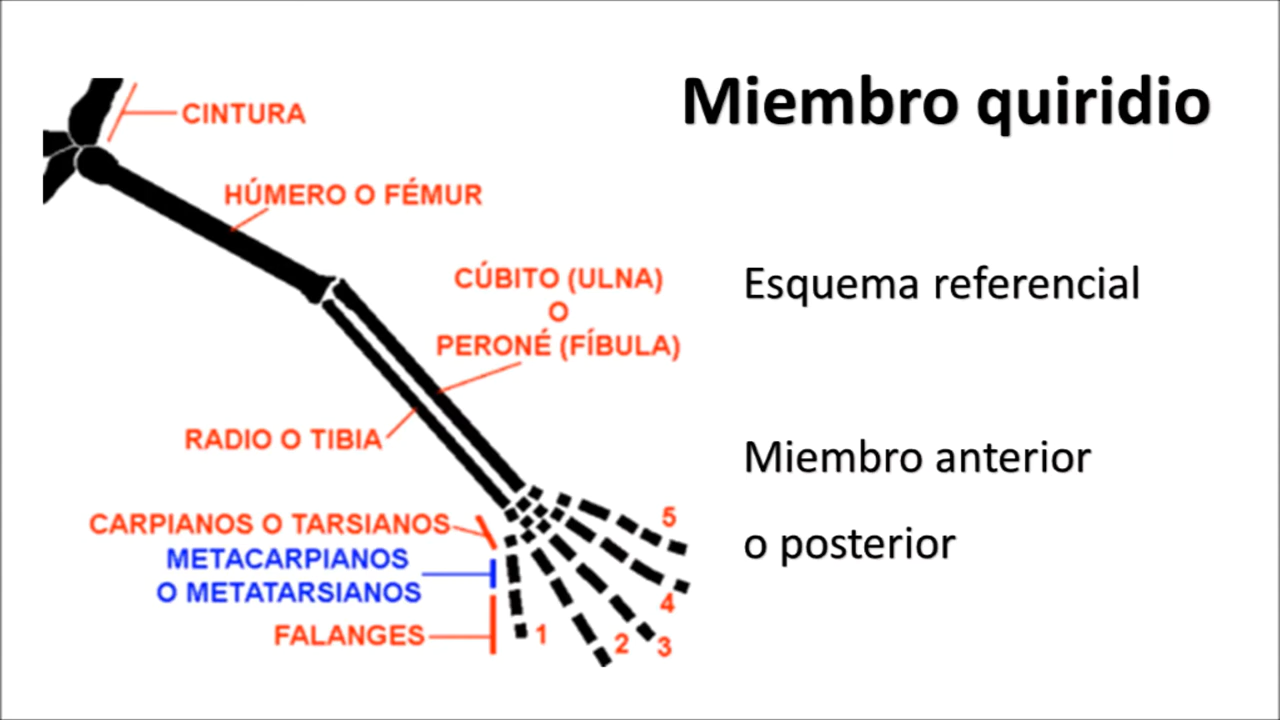 Miembro quiridio
CINTURA
HÚMERO O FÉMUR
CÚBITO (ULNA)
O
PERONÉ (FÍBULA)
RADIO O TIBIA
CARPIANOS O TARSIANOS
METACARPIANOS
O METATARSIANOS
FALANGES
1
2
3
4
5
Esquema referencial
Miembro anterior
o posterior